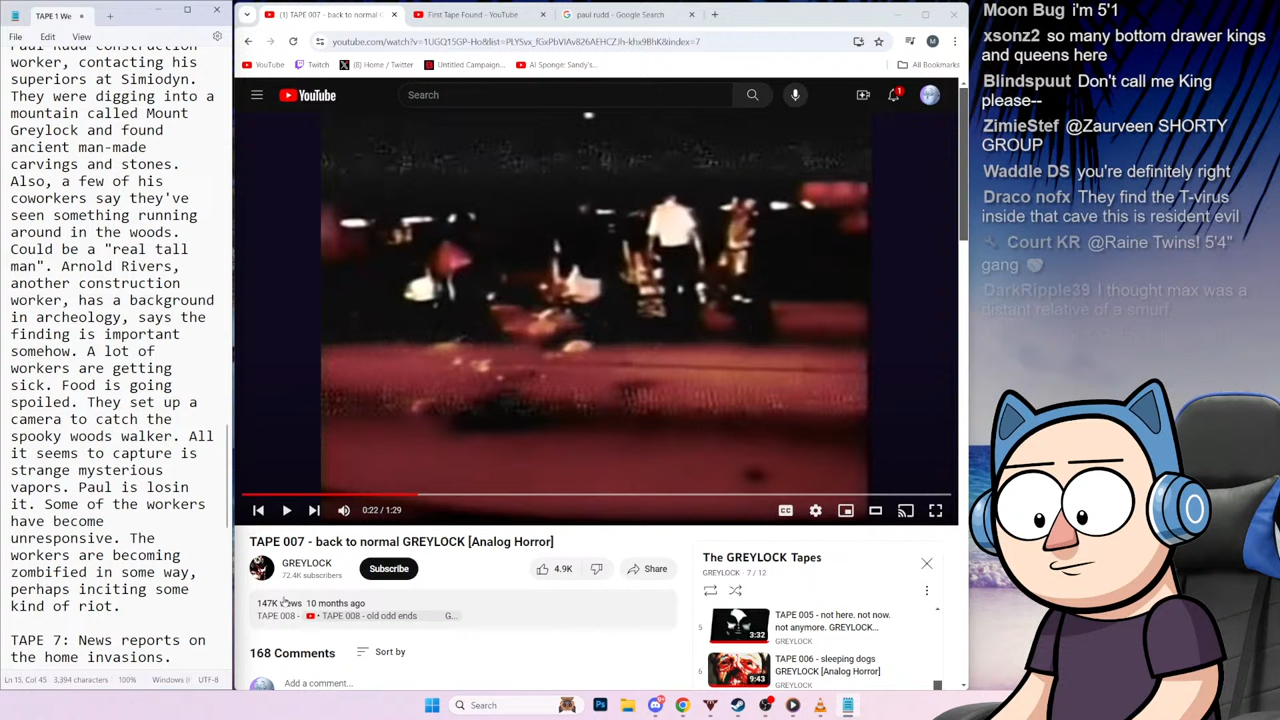 TAPE 1 We
File Edit View
Paul Rudd construction
worker, contacting his
superiors at Simiodyn.
They were digging into a
mountain called Mount
Greylock and found
ancient man-made
carvings and stones.
Also, a few of his
coworkers say they've
seen something running
around in the woods.
Could be a "real tall
man". Arnold Rivers,
another construction
worker, has a background
in archeology, says the
finding is important
somehow. A lot of
workers are getting
sick. Food is going
spoiled. They set up a
camera to catch the
spooky woods walker. All
it seems to capture is
strange mysterious
vapors. Paul is losin
it. Some of the workers
have become
unresponsive. The
workers are becoming
zombified in some way,
perhaps inciting some
kind of riot.
TAPE 7: News reports on
the home invasions.
Col 45 3,394 characters 100% Windows ( UTF-8
(1) TAPE 007 - back to normal G
First Tape Found - YouTube
paul rudd - Google Search
youtube.com/watch?v=1UGQ15GP-Ho&list=PLYSvx_fGxPbVIAv826AEHCZJh-khx9BhK&index=7
M
YouTube
Twitch
(8) Home / Twitter
Untitled Campaign...
AI Sponge: Sandy's...
All Bookmarks
YouTube
Search
1
0:22 / 1:29
TAPE 007 - back to normal GREYLOCK [Analog Horror]
GREYLOCK
72.4K subscribers
Subscribe
4.9K
Share
147K views 10 months ago
TAPE 008 - • TAPE 008 - old odd ends G...
168 Comments
Sort by
Add a comment...
The GREYLOCK Tapes
GREYLOCK - 7 / 12
5
3:32
TAPE 005 - not here. not now.
not anymore. GREYLOCK...
GREYLOCK
6
9:43
TAPE 006 - sleeping dogs
GREYLOCK [Analog Horror]
GREYLOCK
Moon Bug i'm 5'1
xsonz2 so many bottom drawer kings
and queens here
Blindspuut Don't call me King
please--
ZimieStef @Zaurveen SHORTY
GROUP
Waddle DS you're definitely right
Draco nofx They find the T-virus
inside that cave this is resident evil
Court KR @Raine Twins! 5'4"
gang
DarkRipple39 I thought max was a
distant relative of a smurf.
Search